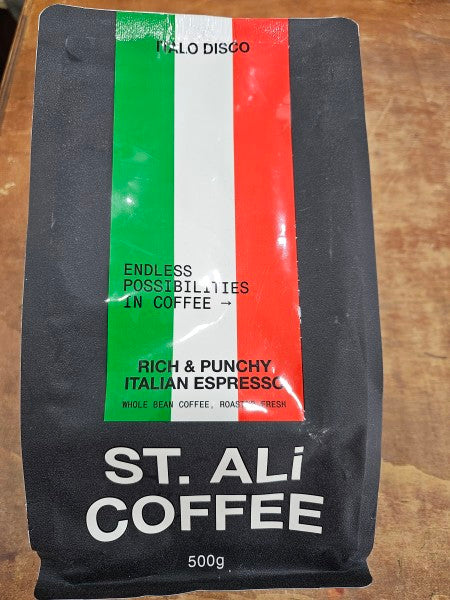 ITALO DISCO
ENDLESS
POSSIBILITIES
IN COFFEE →
RICH & PUNCHY
ITALIAN ESPRESSO
WHOLE BEAN COFFEE, ROASTED FRESH
ST. ALi
COFFEE
500g